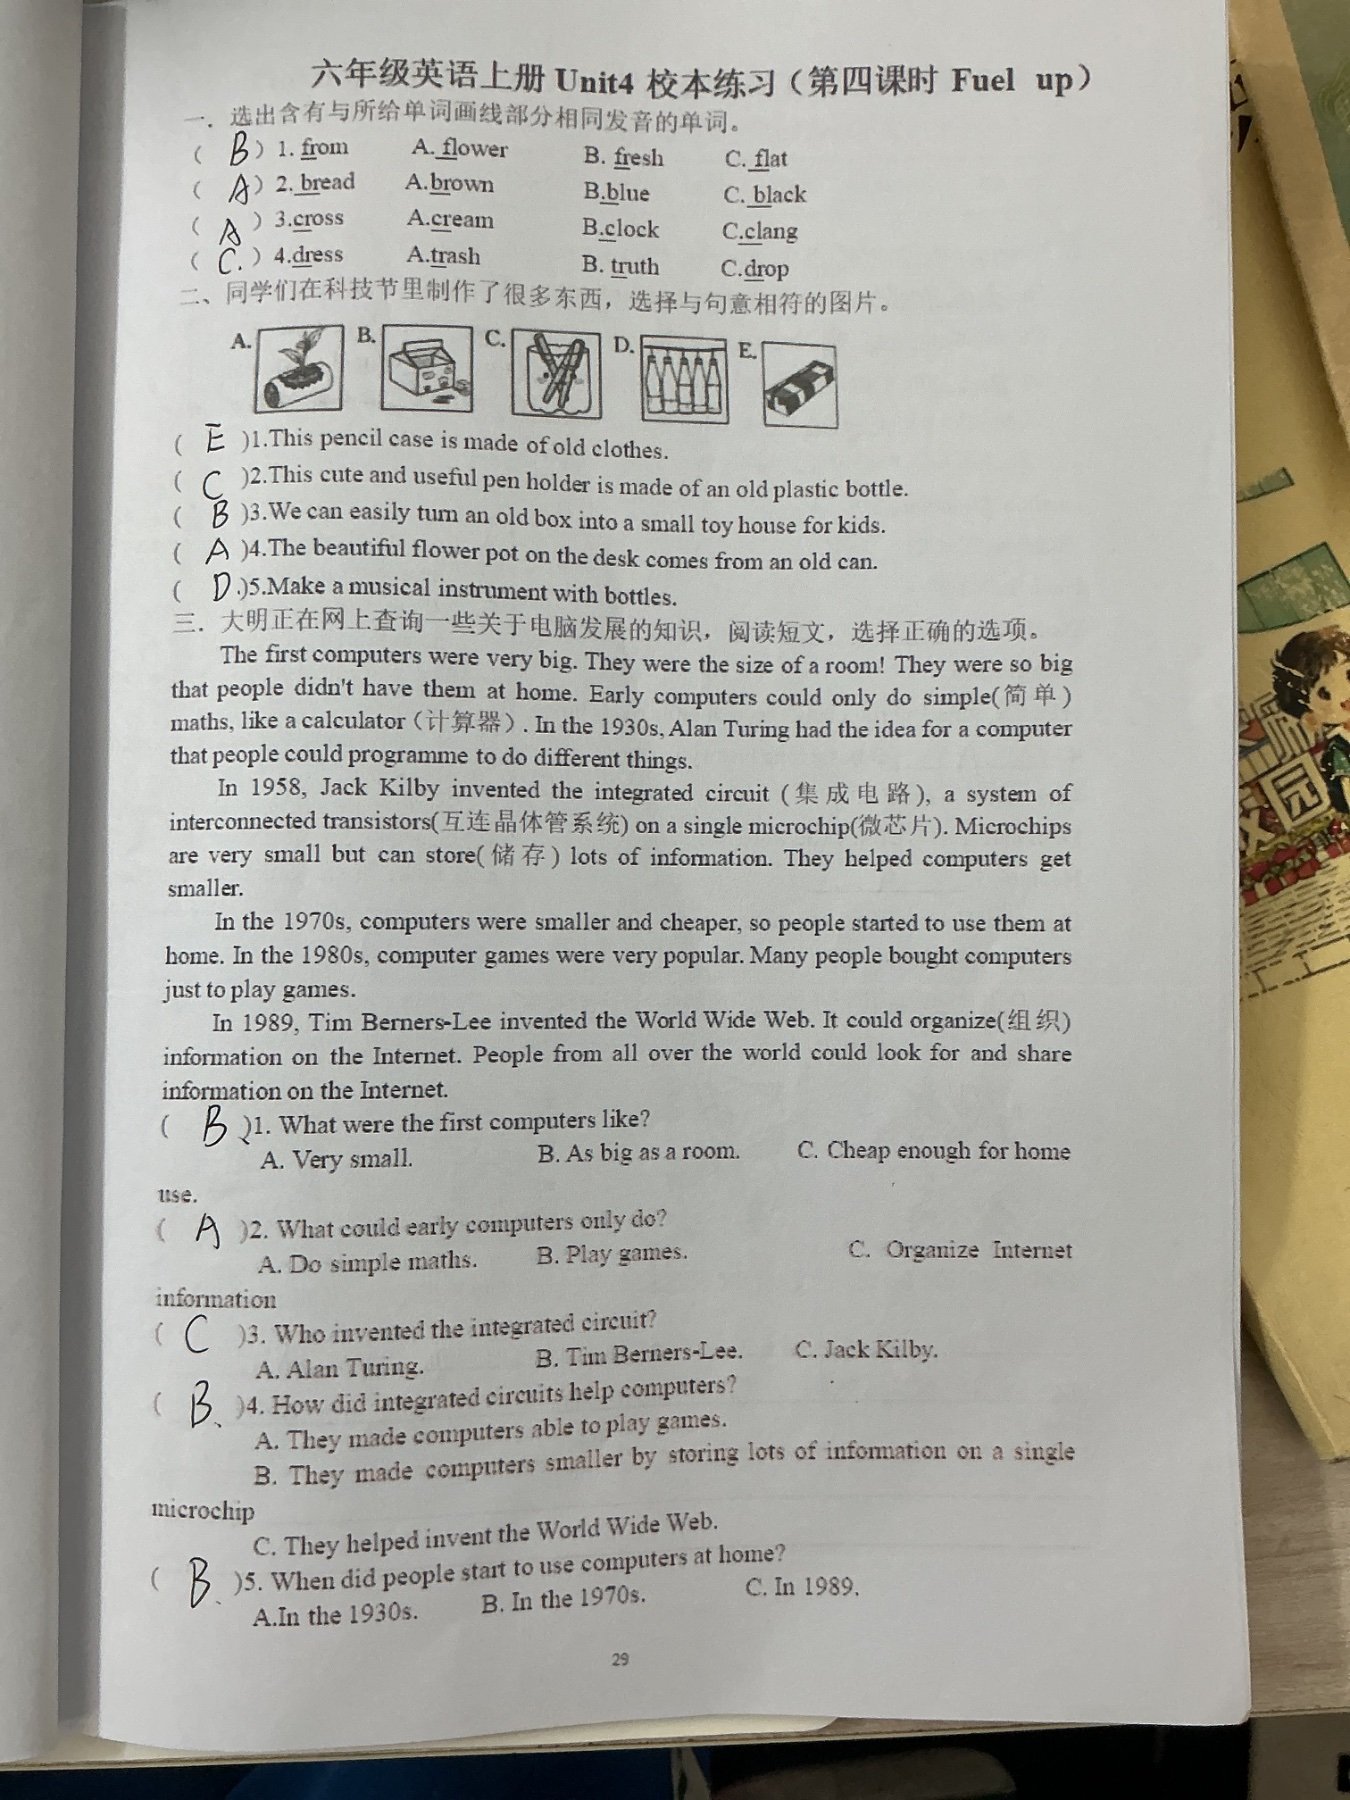 六年级英语上册 Unit4 校本练习（第四课时 Fuel up）
一．选出含有与所给单词画线部分相同发音的单词。
( B ) 1. from A. flower B. fresh C. flat
( A ) 2. bread A.brown B.blue C. black
( A ) 3.cross A.cream B.clock C.clang
( C. ) 4.dress A.trash B. truth C.drop
二、同学们在科技节里制作了很多东西，选择与句意相符的图片。
A. B. C. D. E.
( E )1.This pencil case is made of old clothes.
( C )2.This cute and useful pen holder is made of an old plastic bottle.
( B )3.We can easily turn an old box into a small toy house for kids.
( A )4.The beautiful flower pot on the desk comes from an old can.
( D.)5.Make a musical instrument with bottles.
三．大明正在网上查询一些关于电脑发展的知识，阅读短文，选择正确的选项。
The first computers were very big. They were the size of a room! They were so big
that people didn't have them at home. Early computers could only do simple(简单)
maths, like a calculator（计算器）. In the 1930s, Alan Turing had the idea for a computer
that people could programme to do different things.
In 1958, Jack Kilby invented the integrated circuit (集成电路), a system of
interconnected transistors(互连晶体管系统) on a single microchip(微芯片). Microchips
are very small but can store(储存) lots of information. They helped computers get
smaller.
In the 1970s, computers were smaller and cheaper, so people started to use them at
home. In the 1980s, computer games were very popular. Many people bought computers
just to play games.
In 1989, Tim Berners-Lee invented the World Wide Web. It could organize(组织)
information on the Internet. People from all over the world could look for and share
information on the Internet.
( B )1. What were the first computers like?
A. Very small. B. As big as a room. C. Cheap enough for home
use.
( A )2. What could early computers only do?
A. Do simple maths. B. Play games. C. Organize Internet
information
( C )3. Who invented the integrated circuit?
A. Alan Turing. B. Tim Berners-Lee. C. Jack Kilby.
( B. )4. How did integrated circuits help computers?
A. They made computers able to play games.
B. They made computers smaller by storing lots of information on a single
microchip
C. They helped invent the World Wide Web.
( B. )5. When did people start to use computers at home?
A.In the 1930s. B. In the 1970s. C. In 1989.
29
园